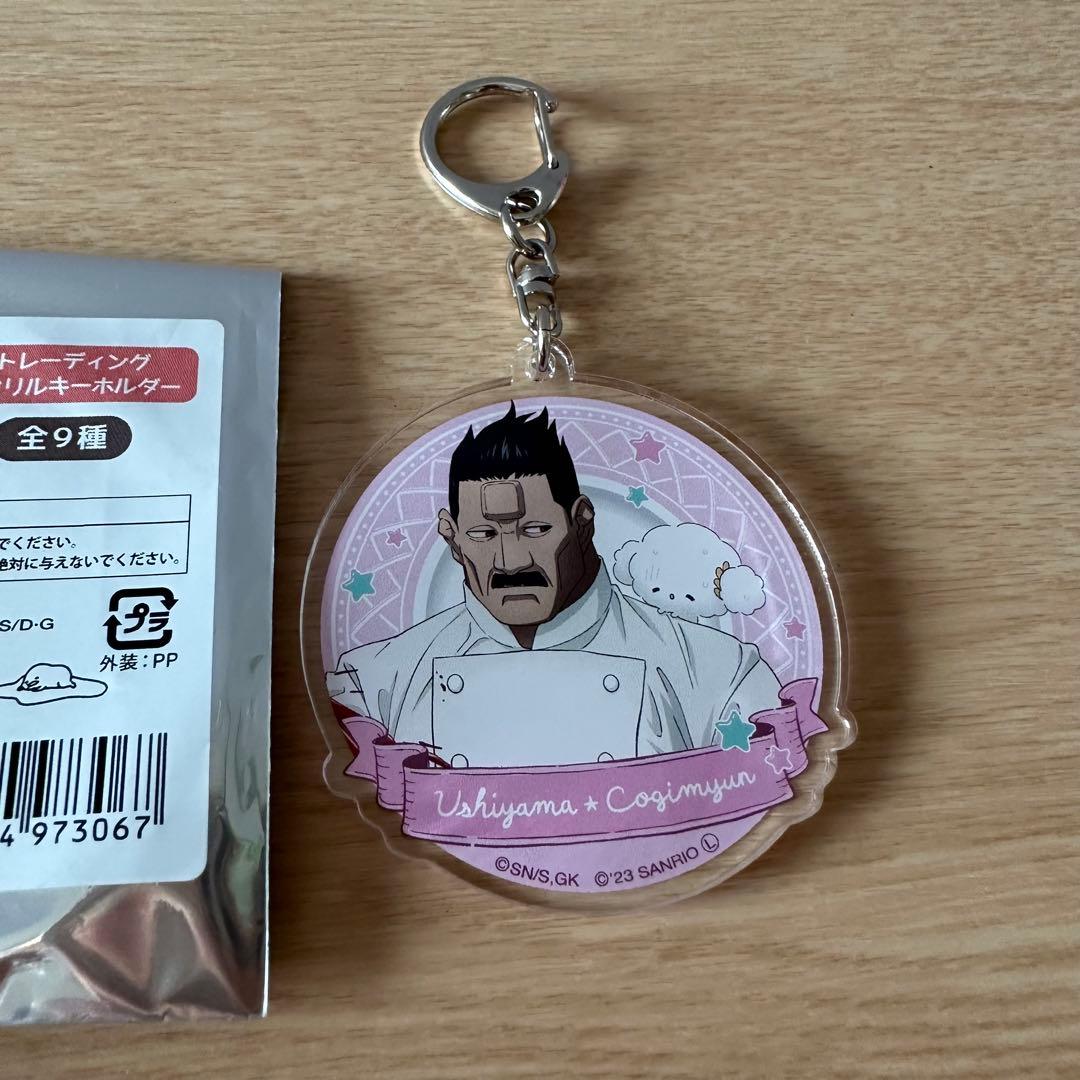 トレーディング
リルキーホルダー
全9種
でください。
絶対に与えないでください。
S/D·G
プラ
外装：PP
4 973067
Ushiyama★Cogimyun
©SN/S,GK ©'23 SANRIO Ⓛ